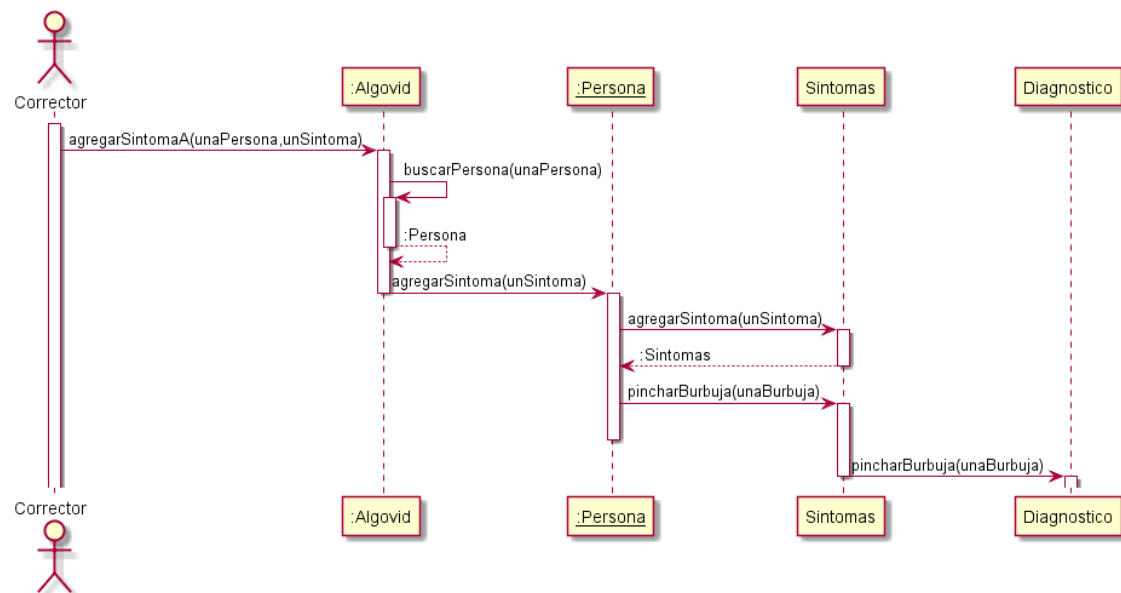 Corrector
:Algovid
:Persona
Sintomas
Diagnostico
agregarSintomaA(unaPersona,unSintoma)
buscarPersona(unaPersona)
:Persona
agregarSintoma(unSintoma)
agregarSintoma(unSintoma)
:Sintomas
pincharBurbuja(unaBurbuja)
pincharBurbuja(unaBurbuja)
Corrector
:Algovid
:Persona
Sintomas
Diagnostico